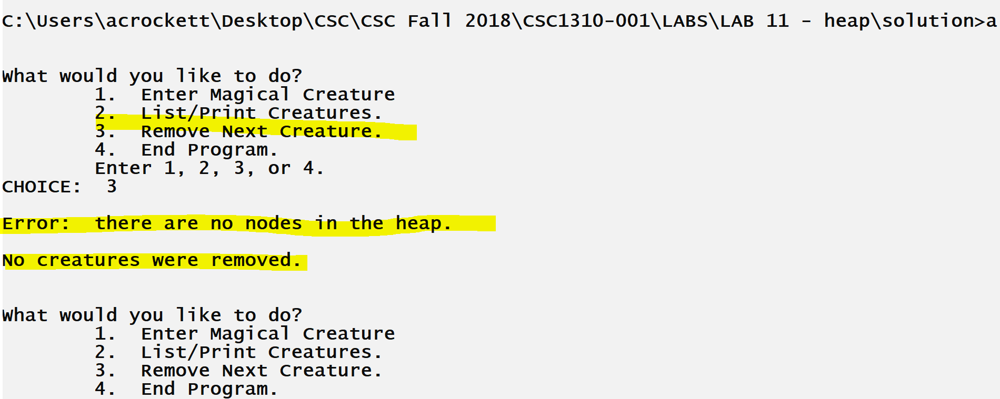 C:\Users\acrockett\Desktop\CSC\CSC Fall 2018\CSC1310-001\LABS\LAB 11 - heap\solution>a
What would you like to do?
1.  Enter Magical Creature
2.  List/Print Creatures.
3.  Remove Next Creature.
4.  End Program.
Enter 1, 2, 3, or 4.
CHOICE:  3
Error:  there are no nodes in the heap.
No creatures were removed.
What would you like to do?
1.  Enter Magical Creature
2.  List/Print Creatures.
3.  Remove Next Creature.
4.  End Program.